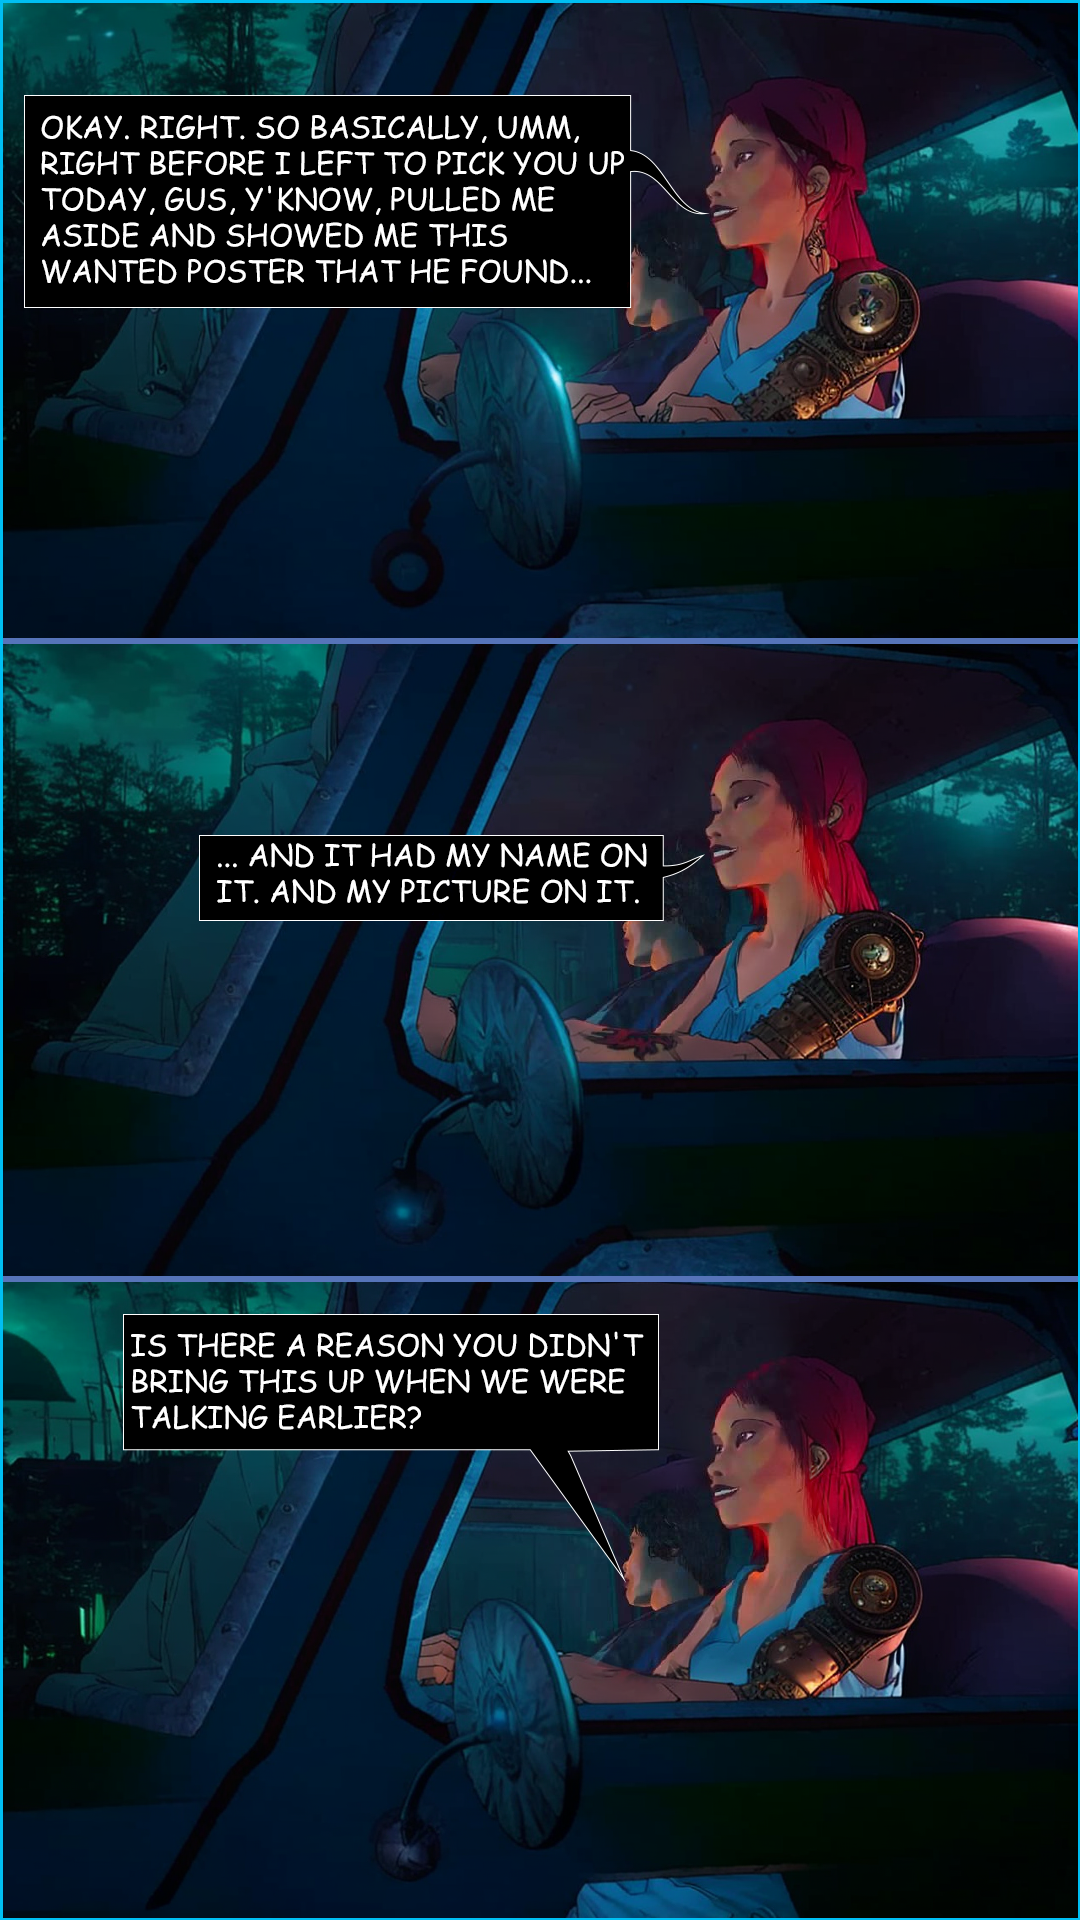 OKAY. RIGHT. SO BASICALLY, UMM,
RIGHT BEFORE I LEFT TO PICK YOU UP
TODAY, GUS, Y'KNOW, PULLED ME
ASIDE AND SHOWED ME THIS
WANTED POSTER THAT HE FOUND...
... AND IT HAD MY NAME ON
IT. AND MY PICTURE ON IT.
IS THERE A REASON YOU DIDN'T
BRING THIS UP WHEN WE WERE
TALKING EARLIER?